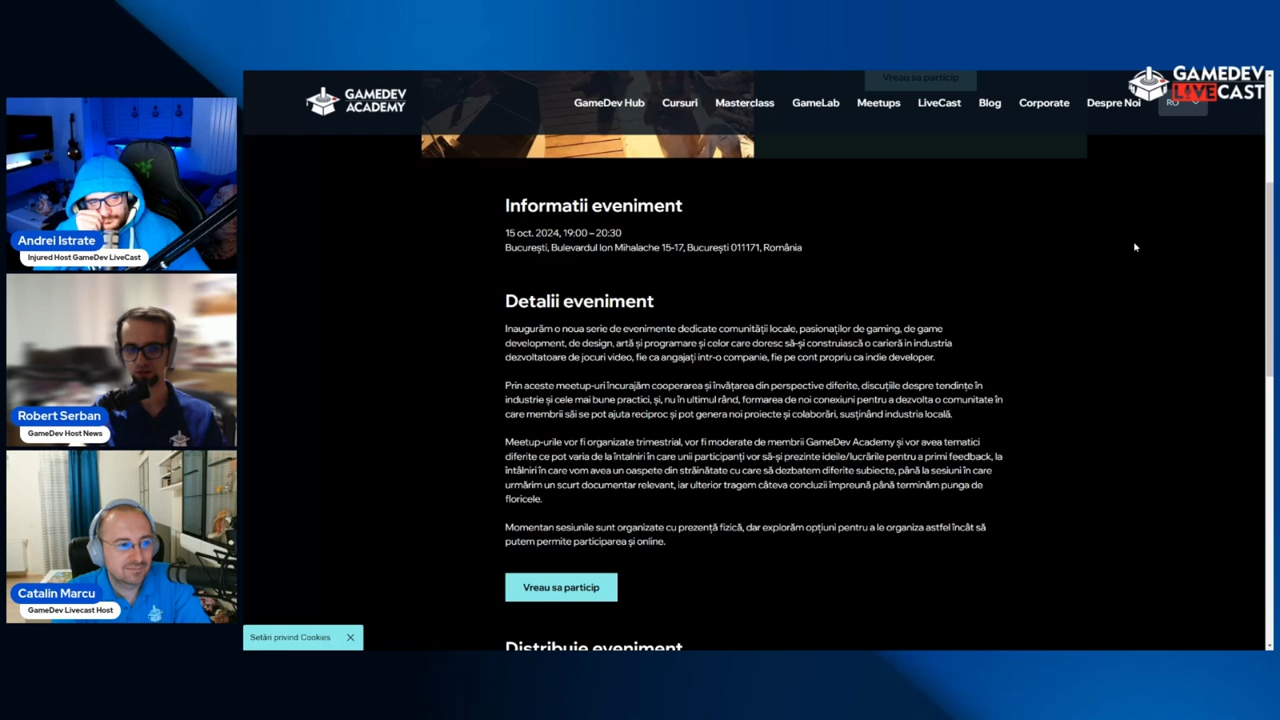 Vreau sa particip
GAMEDEV
LIVECAST
GAMEDEV
ACADEMY
GameDev Hub Cursuri Masterclass GameLab Meetups LiveCast Blog Corporate Despre Noi
RO
Informatii eveniment
15 oct. 2024, 19:00 – 20:30
București, Bulevardul Ion Mihalache 15-17, București 011171, România
Detalii eveniment
Inaugurăm o noua serie de evenimente dedicate comunității locale, pasionaților de gaming, de game
development, de design, artă și programare și celor care doresc să-și construiască o carieră in industria
dezvoltatoare de jocuri video, fie ca angajați intr-o companie, fie pe cont propriu ca indie developer.
Prin aceste meetup-uri încurajăm cooperarea și învățarea din perspective diferite, discuțiile despre tendințe în
industrie și cele mai bune practici, și, nu în ultimul rând, formarea de noi conexiuni pentru a dezvolta o comunitate în
care membrii săi se pot ajuta reciproc și pot genera noi proiecte și colaborări, susținând industria locală.
Meetup-urile vor fi organizate trimestrial, vor fi moderate de membrii GameDev Academy și vor avea tematici
diferite ce pot varia de la întalniri în care unii participanți vor să-și prezinte ideile/lucrările pentru a primi feedback, la
întâlniri în care vom avea un oaspete din străinătate cu care să dezbatem diferite subiecte, până la sesiuni în care
urmărim un scurt documentar relevant, iar ulterior tragem câteva concluzii împreună până terminăm punga de
floricele.
Momentan sesiunile sunt organizate cu prezență fizică, dar explorăm opțiuni pentru a le organiza astfel încât să
putem permite participarea și online.
Vreau sa particip
Distribuie eveniment
Setări privind Cookies
Andrei Istrate
Injured Host GameDev LiveCast
Robert Serban
GameDev Host News
Catalin Marcu
GameDev Livecast Host